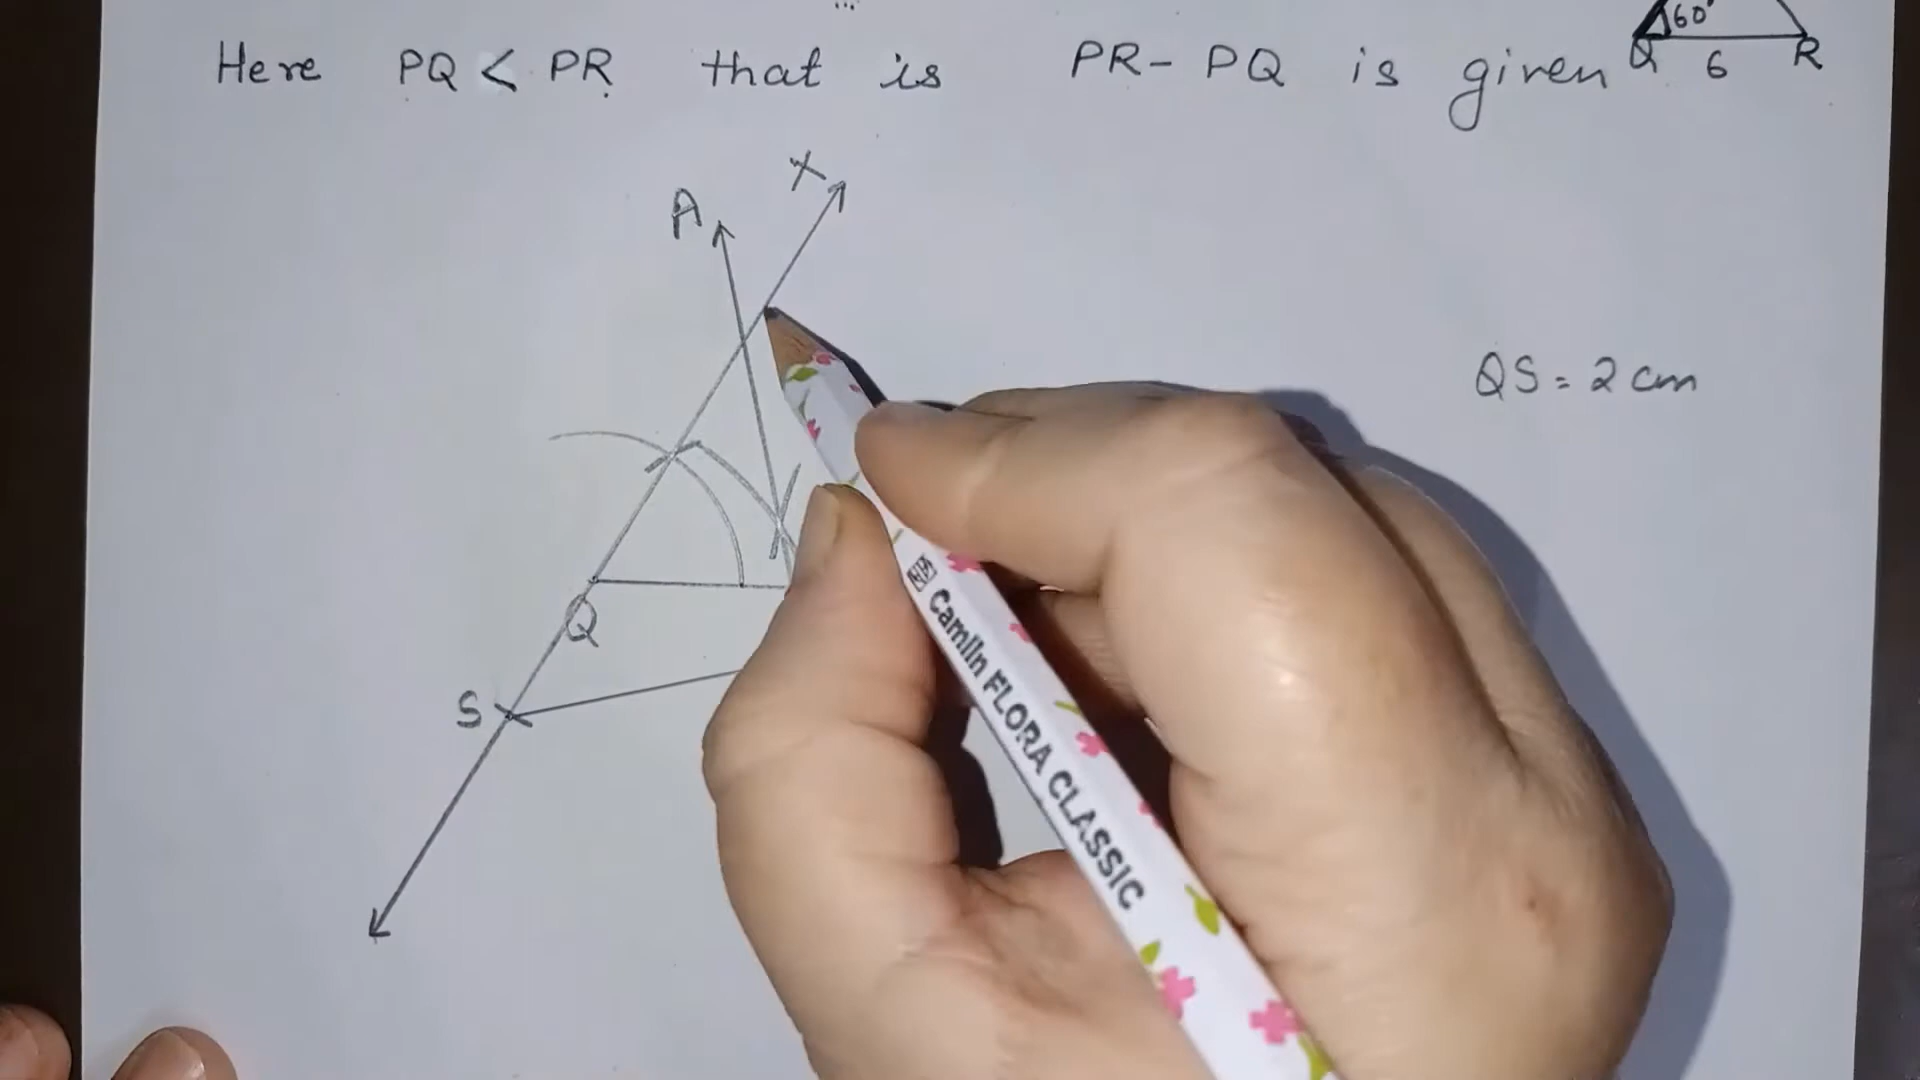 Here PQ < PR that is PR - PQ is given
60°
Q 6 R
X
A
QS = 2 cm
Q
S
Camlin FLORA CLASSIC